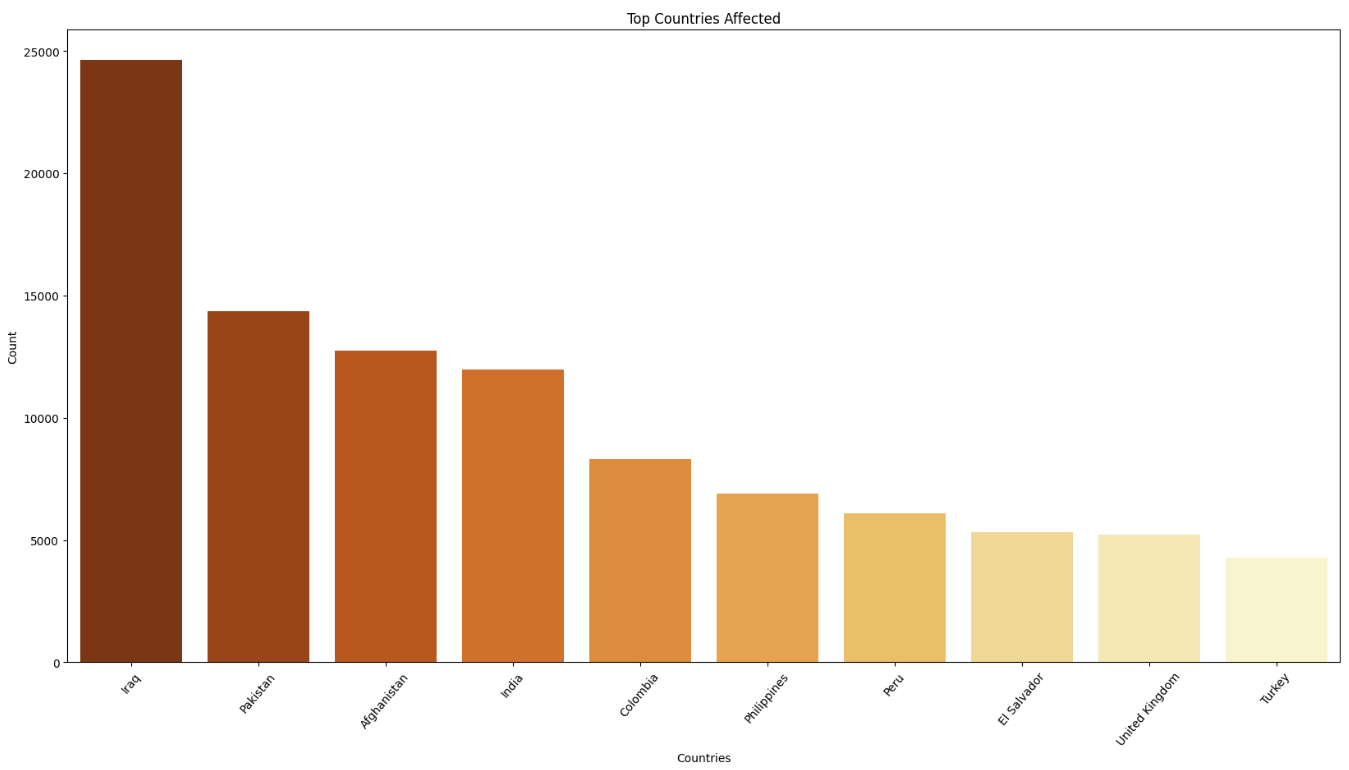 Top Countries Affected
25000
20000
15000
10000
5000
0
Count
Iraq
Pakistan
Afghanistan
India
Colombia
Philippines
Peru
El Salvador
United Kingdom
Turkey
Countries